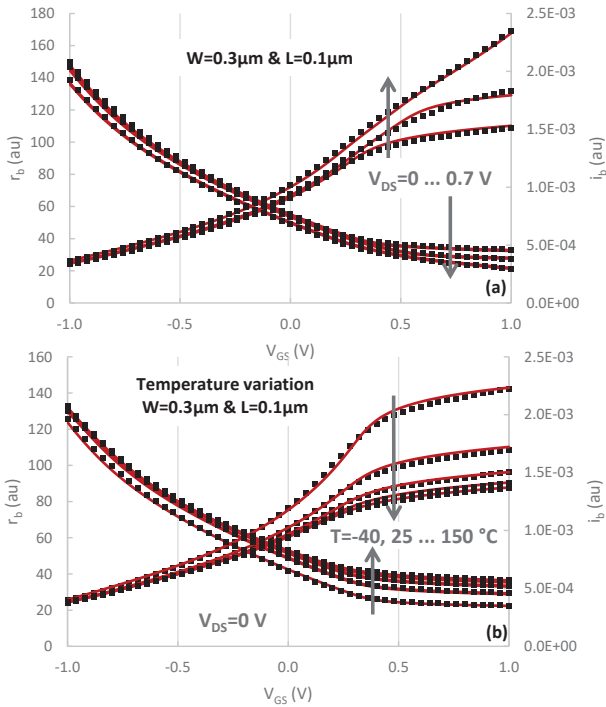 180
160
140
120
100
80
60
40
20
0
r_b (au)
W=0.3µm & L=0.1µm
V_DS=0 ... 0.7 V
(a)
2.5E-03
2.0E-03
1.5E-03
1.0E-03
5.0E-04
0.0E+00
i_b (au)
-1.0 -0.5 0.0 0.5 1.0
V_GS (V)
160
140
120
100
80
60
40
20
0
r_b (au)
Temperature variation
W=0.3µm & L=0.1µm
T=-40, 25 ... 150 °C
V_DS=0 V
(b)
2.5E-03
2.0E-03
1.5E-03
1.0E-03
5.0E-04
0.0E+00
i_b (au)
-1.0 -0.5 0.0 0.5 1.0
V_GS (V)